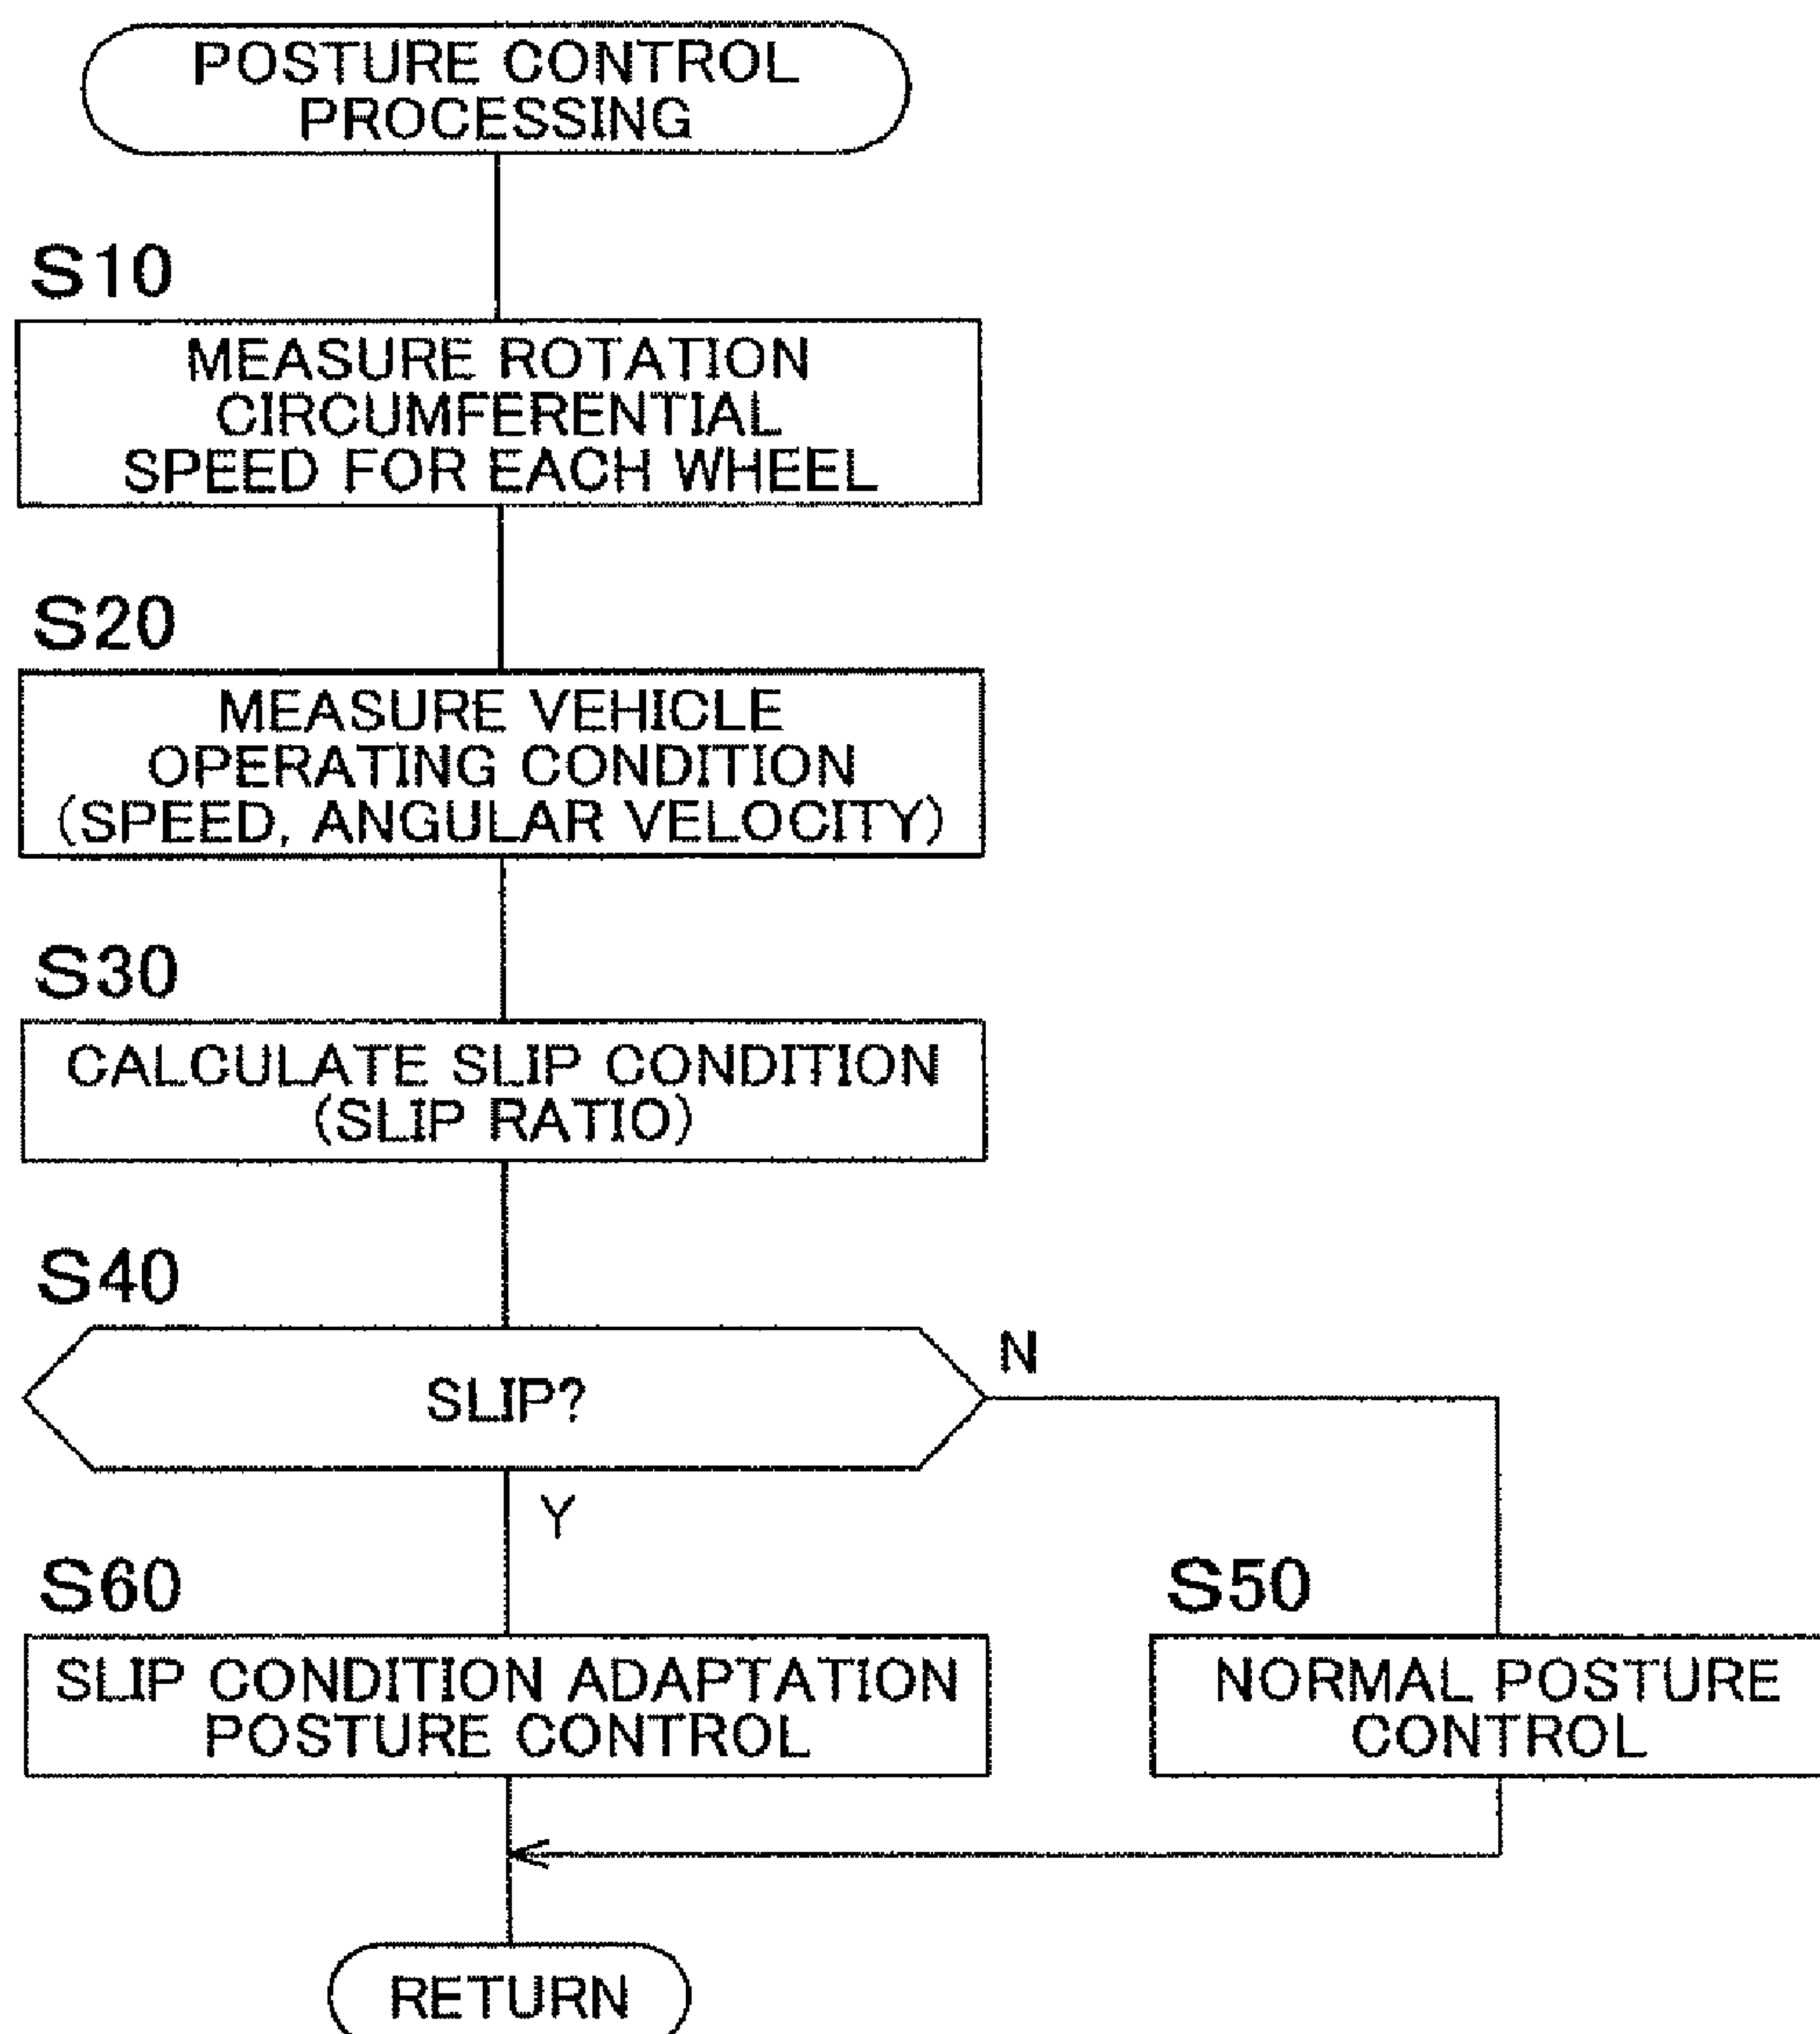 POSTURE CONTROL
PROCESSING
S10
MEASURE ROTATION
CIRCUMFERENTIAL
SPEED FOR EACH WHEEL
S20
MEASURE VEHICLE
OPERATING CONDITION
(SPEED, ANGULAR VELOCITY)
S30
CALCULATE SLIP CONDITION
(SLIP RATIO)
S40
SLIP?
N
Y
S60
SLIP CONDITION ADAPTATION
POSTURE CONTROL
S50
NORMAL POSTURE
CONTROL
RETURN